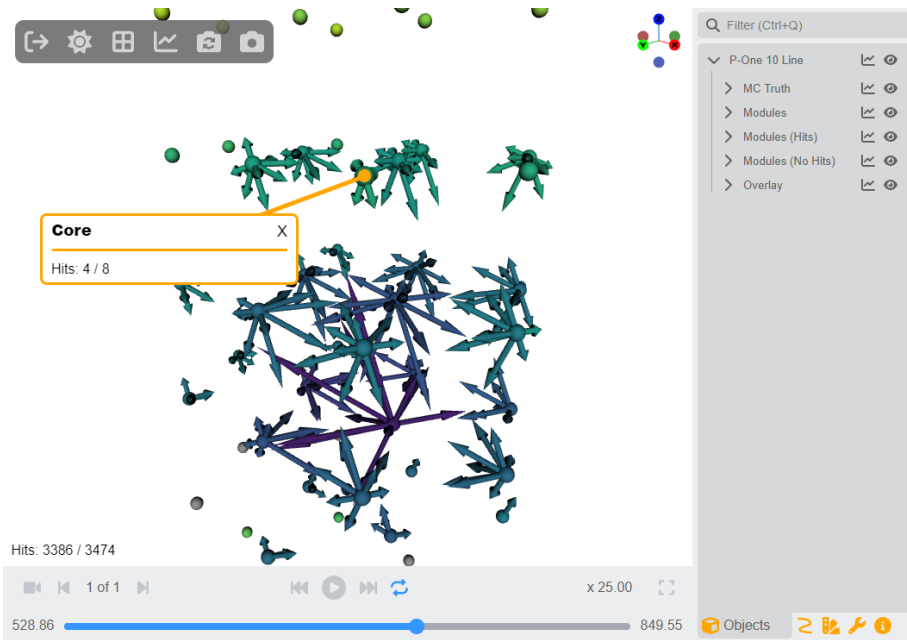 Filter (Ctrl+Q)
P-One 10 Line
MC Truth
Modules
Modules (Hits)
Modules (No Hits)
Overlay
Z
Y
X
Core X
Hits: 4 / 8
Hits: 3386 / 3474
1 of 1 x 25.00
528.86 849.55
Objects